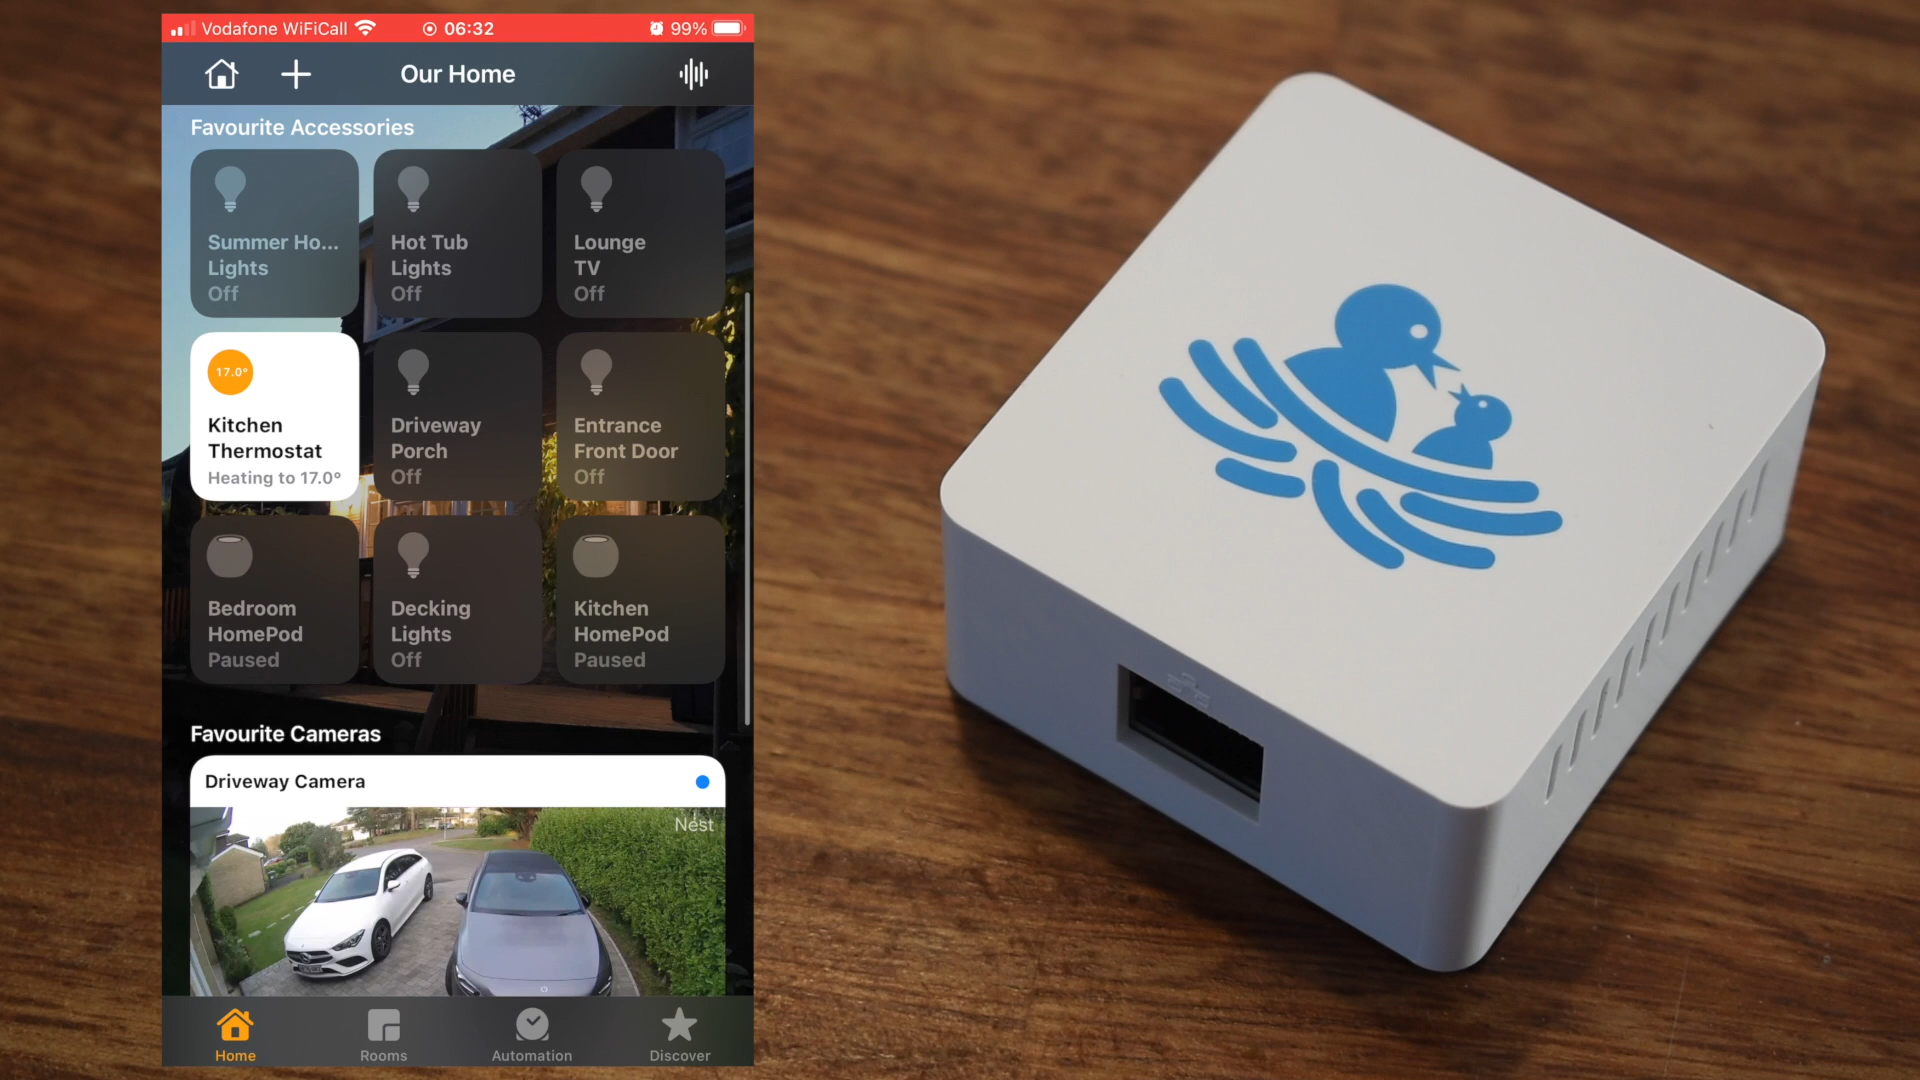 Vodafone WiFiCall 06:32 99%
Our Home
Favourite Accessories
Summer Ho...
Lights
Off
Hot Tub
Lights
Off
Lounge
TV
Off
17.0°
Kitchen
Thermostat
Heating to 17.0°
Driveway
Porch
Off
Entrance
Front Door
Off
Bedroom
HomePod
Paused
Decking
Lights
Off
Kitchen
HomePod
Paused
Favourite Cameras
Driveway Camera
Nest
Home
Rooms
Automation
Discover